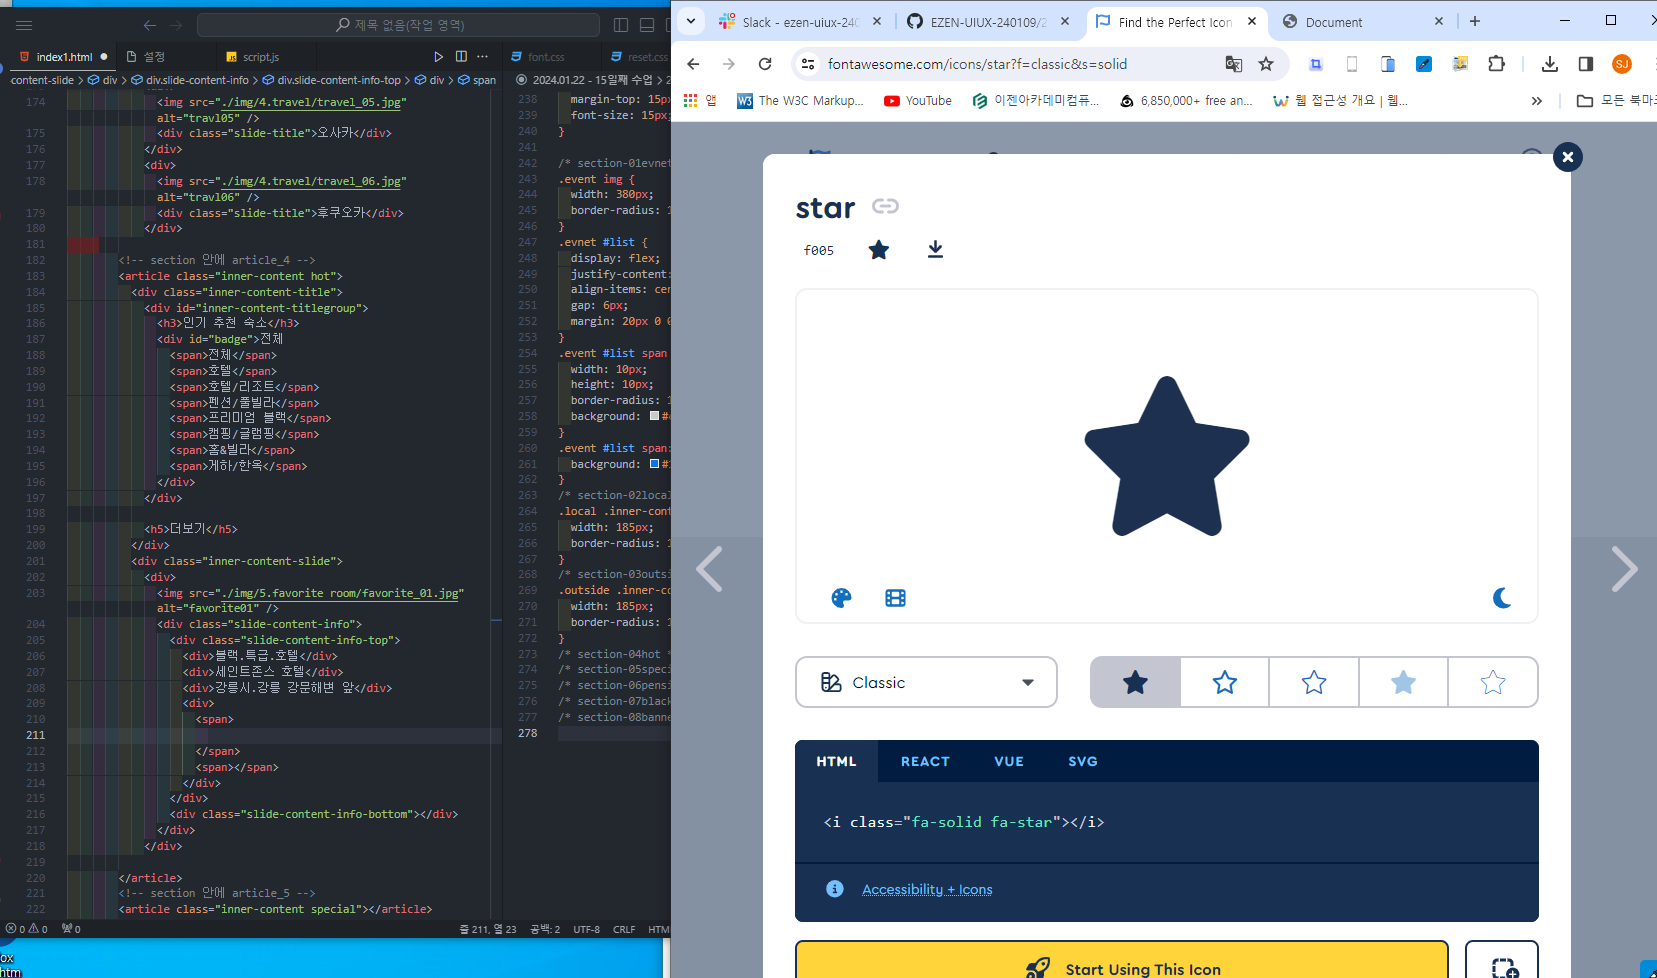 제목 없음(작업 영역)
index1.html
설정
script.js
content-slide > div > div.slide-content-info > div.slide-content-info-top > div > span
174 <img src="./img/4.travel/travel_05.jpg"
alt="travl05" />
175 <div class="slide-title">오사카</div>
176 </div>
177 <div>
178 <img src="./img/4.travel/travel_06.jpg"
alt="travl06" />
179 <div class="slide-title">후쿠오카</div>
180 </div>
181
182 <!-- section 안에 article_4 -->
183 <article class="inner-content hot">
184 <div class="inner-content-title">
185 <div id="inner-content-titlegroup">
186 <h3>인기 추천 숙소</h3>
187 <div id="badge">전체
188 <span>전체</span>
189 <span>호텔</span>
190 <span>호텔/리조트</span>
191 <span>펜션/풀빌라</span>
192 <span>프리미엄 블랙</span>
193 <span>캠핑/글램핑</span>
194 <span>홈&빌라</span>
195 <span>게하/한옥</span>
196 </div>
197 </div>
198
199 <h5>더보기</h5>
200 </div>
201 <div class="inner-content-slide">
202 <div>
203 <img src="./img/5.favorite room/favorite_01.jpg"
alt="favorite01" />
204 <div class="slide-content-info">
205 <div class="slide-content-info-top">
206 <div>블랙.특급.호텔</div>
207 <div>세인트존스 호텔</div>
208 <div>강릉시.강릉 강문해변 앞</div>
209 <div>
210 <span>
211
212 </span>
213 <span></span>
214 </div>
215 </div>
216 <div class="slide-content-info-bottom"></div>
217 </div>
218 </div>
219
220 </article>
221 <!-- section 안에 article_5 -->
222 <article class="inner-content special"></article>
0 0 0
줄 211, 열 23 공백: 2 UTF-8 CRLF HTM
font.css
reset.css
2024.01.22 - 15일째 수업 > 2
238 margin-top: 15px
239 font-size: 15px;
240 }
241
242 /* section-01evnet
243 .event img {
244 width: 380px;
245 border-radius: 1
246 }
247 .evnet #list {
248 display: flex;
249 justify-content:
250 align-items: cen
251 gap: 6px;
252 margin: 20px 0 0
253 }
254 .event #list span
255 width: 10px;
256 height: 10px;
257 border-radius: 1
258 background: #
259 }
260 .event #list span:
261 background: #
262 }
263 /* section-02local
264 .local .inner-cont
265 width: 185px;
266 border-radius: 1
267 }
268 /* section-03outsi
269 .outside .inner-co
270 width: 185px;
271 border-radius: 1
272 }
273 /* section-04hot *
274 /* section-05speci
275 /* section-06pensi
276 /* section-07black
277 /* section-08banne
278
Slack - ezen-uiux-240
EZEN-UIUX-240109/2
Find the Perfect Icon
Document
fontawesome.com/icons/star?f=classic&s=solid
SJ
앱
The W3C Markup...
YouTube
이젠아카데미컴퓨...
6,850,000+ free an...
웹 접근성 개요 | 웹...
모든 북마크
star
f005
Classic
HTML REACT VUE SVG
<i class="fa-solid fa-star"></i>
Accessibility + Icons
Start Using This Icon
ox
htm